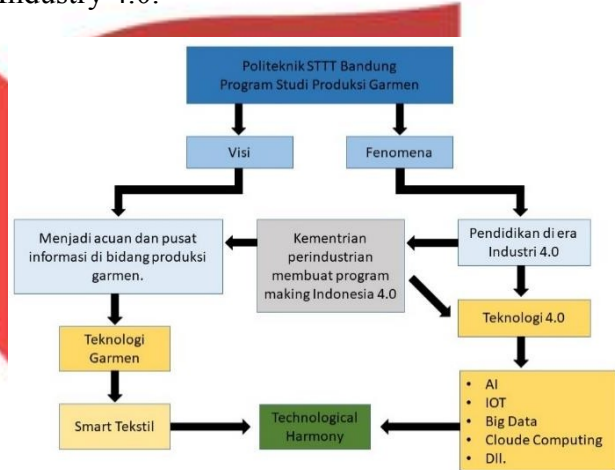 Industry 4.0.
Politeknik STTT Bandung
Program Studi Produksi Garmen
Visi
Fenomena
Menjadi acuan dan pusat
informasi di bidang produksi
garmen.
Kementrian
perindustrian
membuat program
making Indonesia 4.0
Pendidikan di era
Industri 4.0
Teknologi
Garmen
Teknologi 4.0
Smart Tekstil
Technological
Harmony
• AI
• IOT
• Big Data
• Cloude Computing
• Dll.